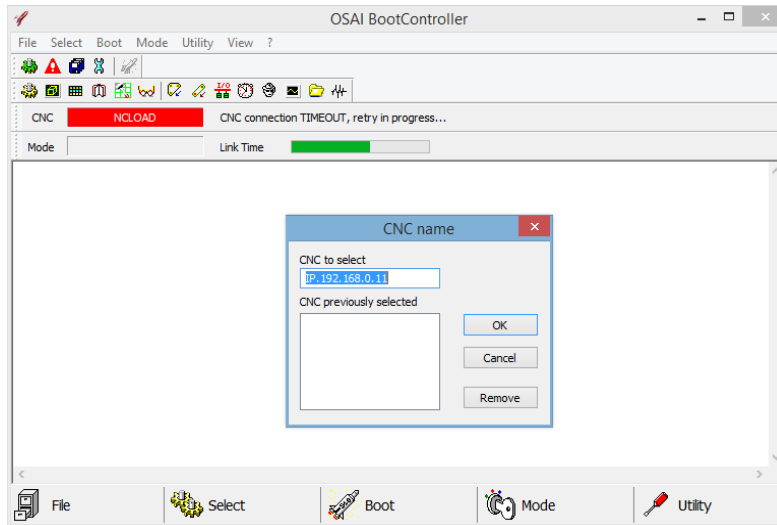 OSAI BootController
File Select Boot Mode Utility View ?
I/O
CNC NCLOAD CNC connection TIMEOUT, retry in progress...
Mode Link Time
CNC name
CNC to select
IP.192.168.0.11
CNC previously selected
OK
Cancel
Remove
File Select Boot Mode Utility